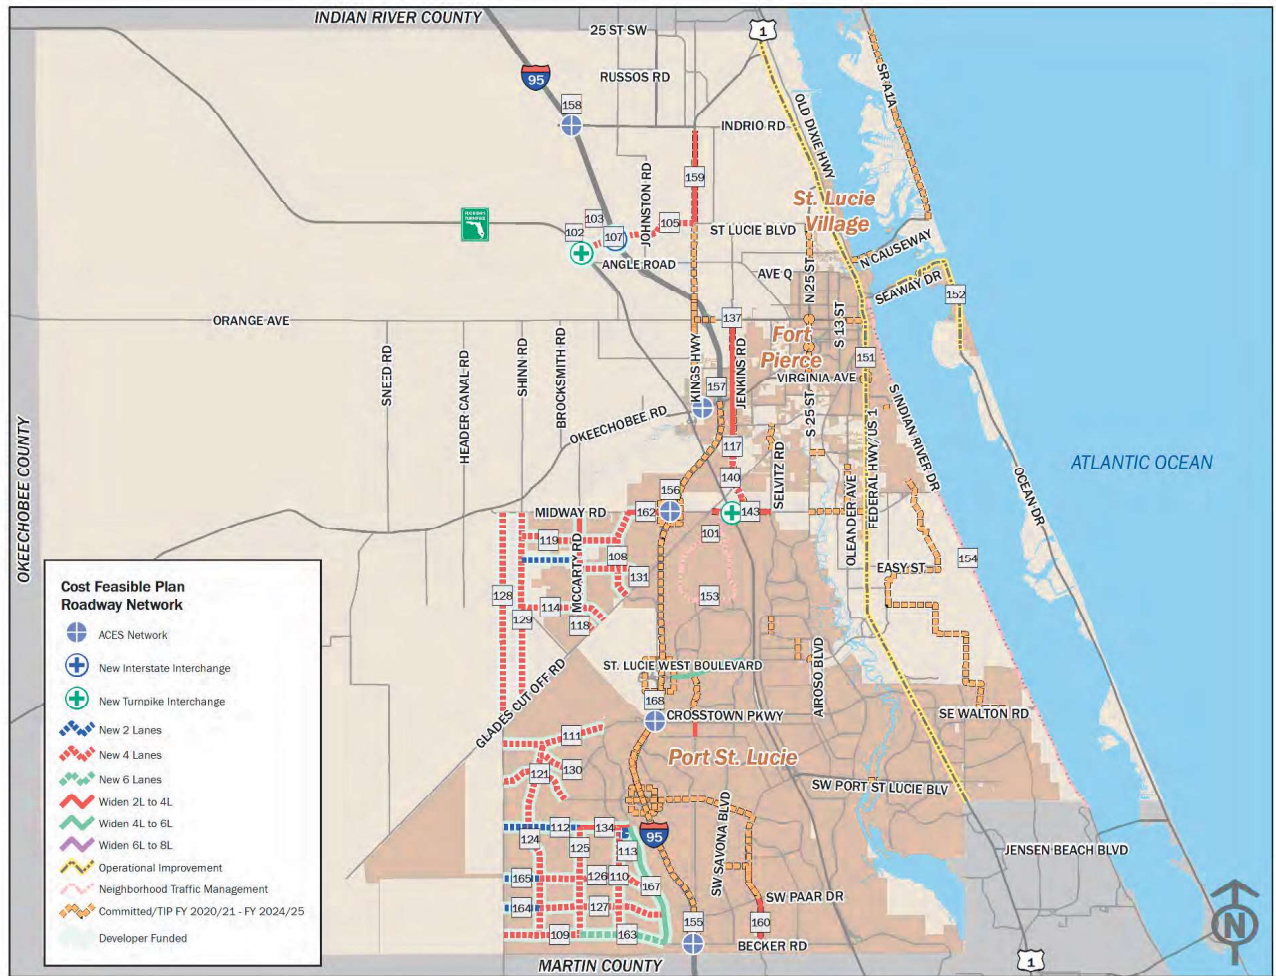 INDIAN RIVER COUNTY
25 ST SW
1
95
RUSSOS RD
SR A1A
158
OLD DIXIE HWY
INDRIO RD
159
JOHNSTON RD
St. Lucie
Village
103
105
102
107
ST LUCIE BLVD
N CAUSEWAY
ANGLE ROAD
AVE Q
N 25 ST
SEAWAY DR
152
ORANGE AVE
137
S 13 ST
Fort
Pierce
SNEED RD
HEADER CANAL RD
SHINN RD
BROCKSMITH RD
KINGS HWY
JENKINS RD
151
VIRGINIA AVE
157
S 25 ST
S INDIAN RIVER DR
OKEECHOBEE RD
FEDERAL HWY/US 1
OKEECHOBEE COUNTY
117
SELVITZ RD
ATLANTIC OCEAN
140
OLEANDER AVE
OCEAN DR
156
MIDWAY RD
162
143
101
119
MCCARTY RD
108
154
EASY ST
131
128
153
114
129
118
Cost Feasible Plan
Roadway Network
ACES Network
New Interstate Interchange
New Turnpike Interchange
New 2 Lanes
New 4 Lanes
New 6 Lanes
Widen 2L to 4L
Widen 4L to 6L
Widen 6L to 8L
Operational Improvement
Neighborhood Traffic Management
Committed/TIP FY 2020/21 - FY 2024/25
Developer Funded
GLADES CUT OFF RD
ST. LUCIE WEST BOULEVARD
AIROSO BLVD
168
CROSSTOWN PKWY
SE WALTON RD
111
Port St. Lucie
121
130
SW PORT ST LUCIE BLV
112
134
95
SW SAVONA BLVD
124
125
113
JENSEN BEACH BLVD
165
126
110
167
164
127
SW PAAR DR
109
163
155
160
BECKER RD
MARTIN COUNTY
1
N